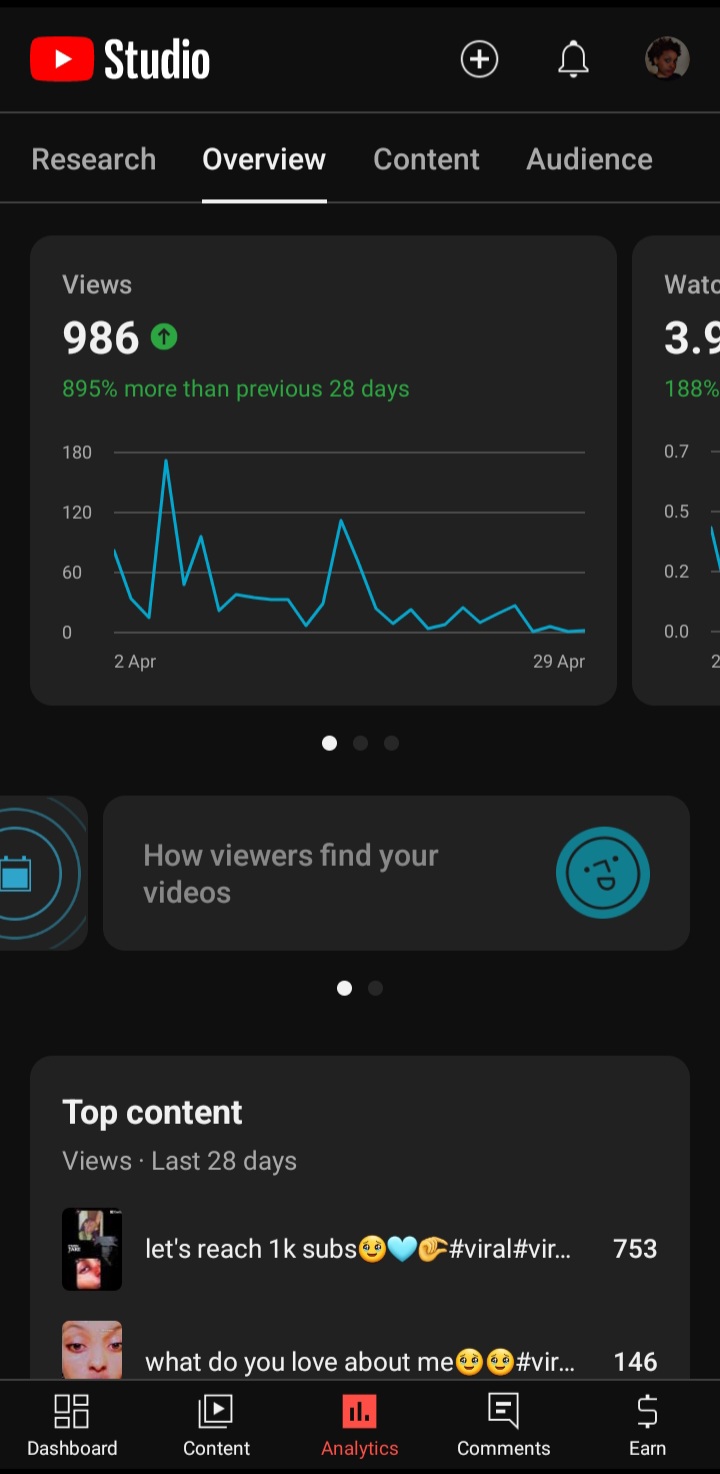 Studio
Research Overview Content Audience
Views
986
895% more than previous 28 days
180
120
60
0
2 Apr 29 Apr
Watc
3.9
188%
0.7
0.5
0.2
0.0
2
How viewers find your
videos
Top content
Views · Last 28 days
let's reach 1k subs🥹🩵🫴#viral#vir... 753
what do you love about me🥹🥹#vir... 146
Dashboard Content Analytics Comments Earn